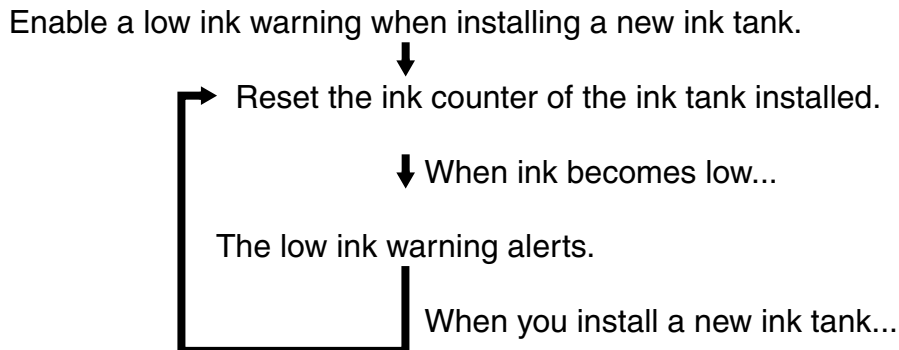 Enable a low ink warning when installing a new ink tank.
Reset the ink counter of the ink tank installed.
When ink becomes low...
The low ink warning alerts.
When you install a new ink tank...